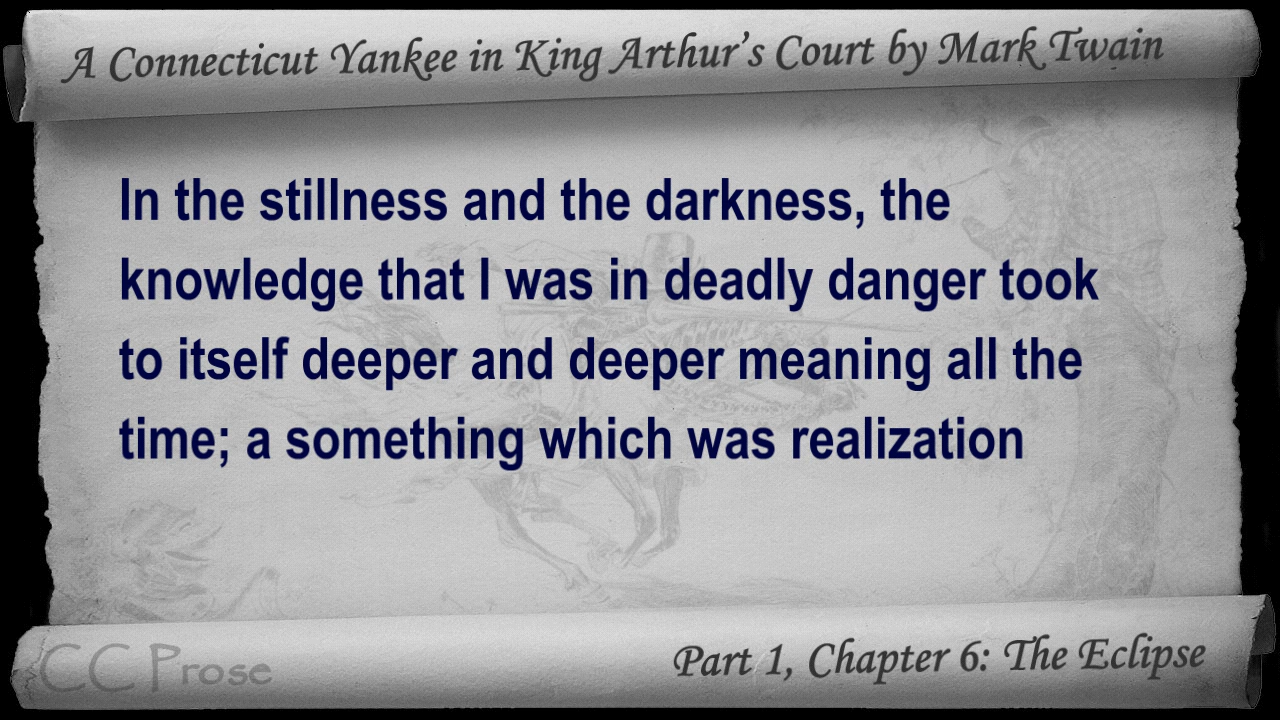 A Connecticut Yankee in King Arthur's Court by Mark Twain
In the stillness and the darkness, the
knowledge that I was in deadly danger took
to itself deeper and deeper meaning all the
time; a something which was realization
CC Prose
Part 1, Chapter 6: The Eclipse